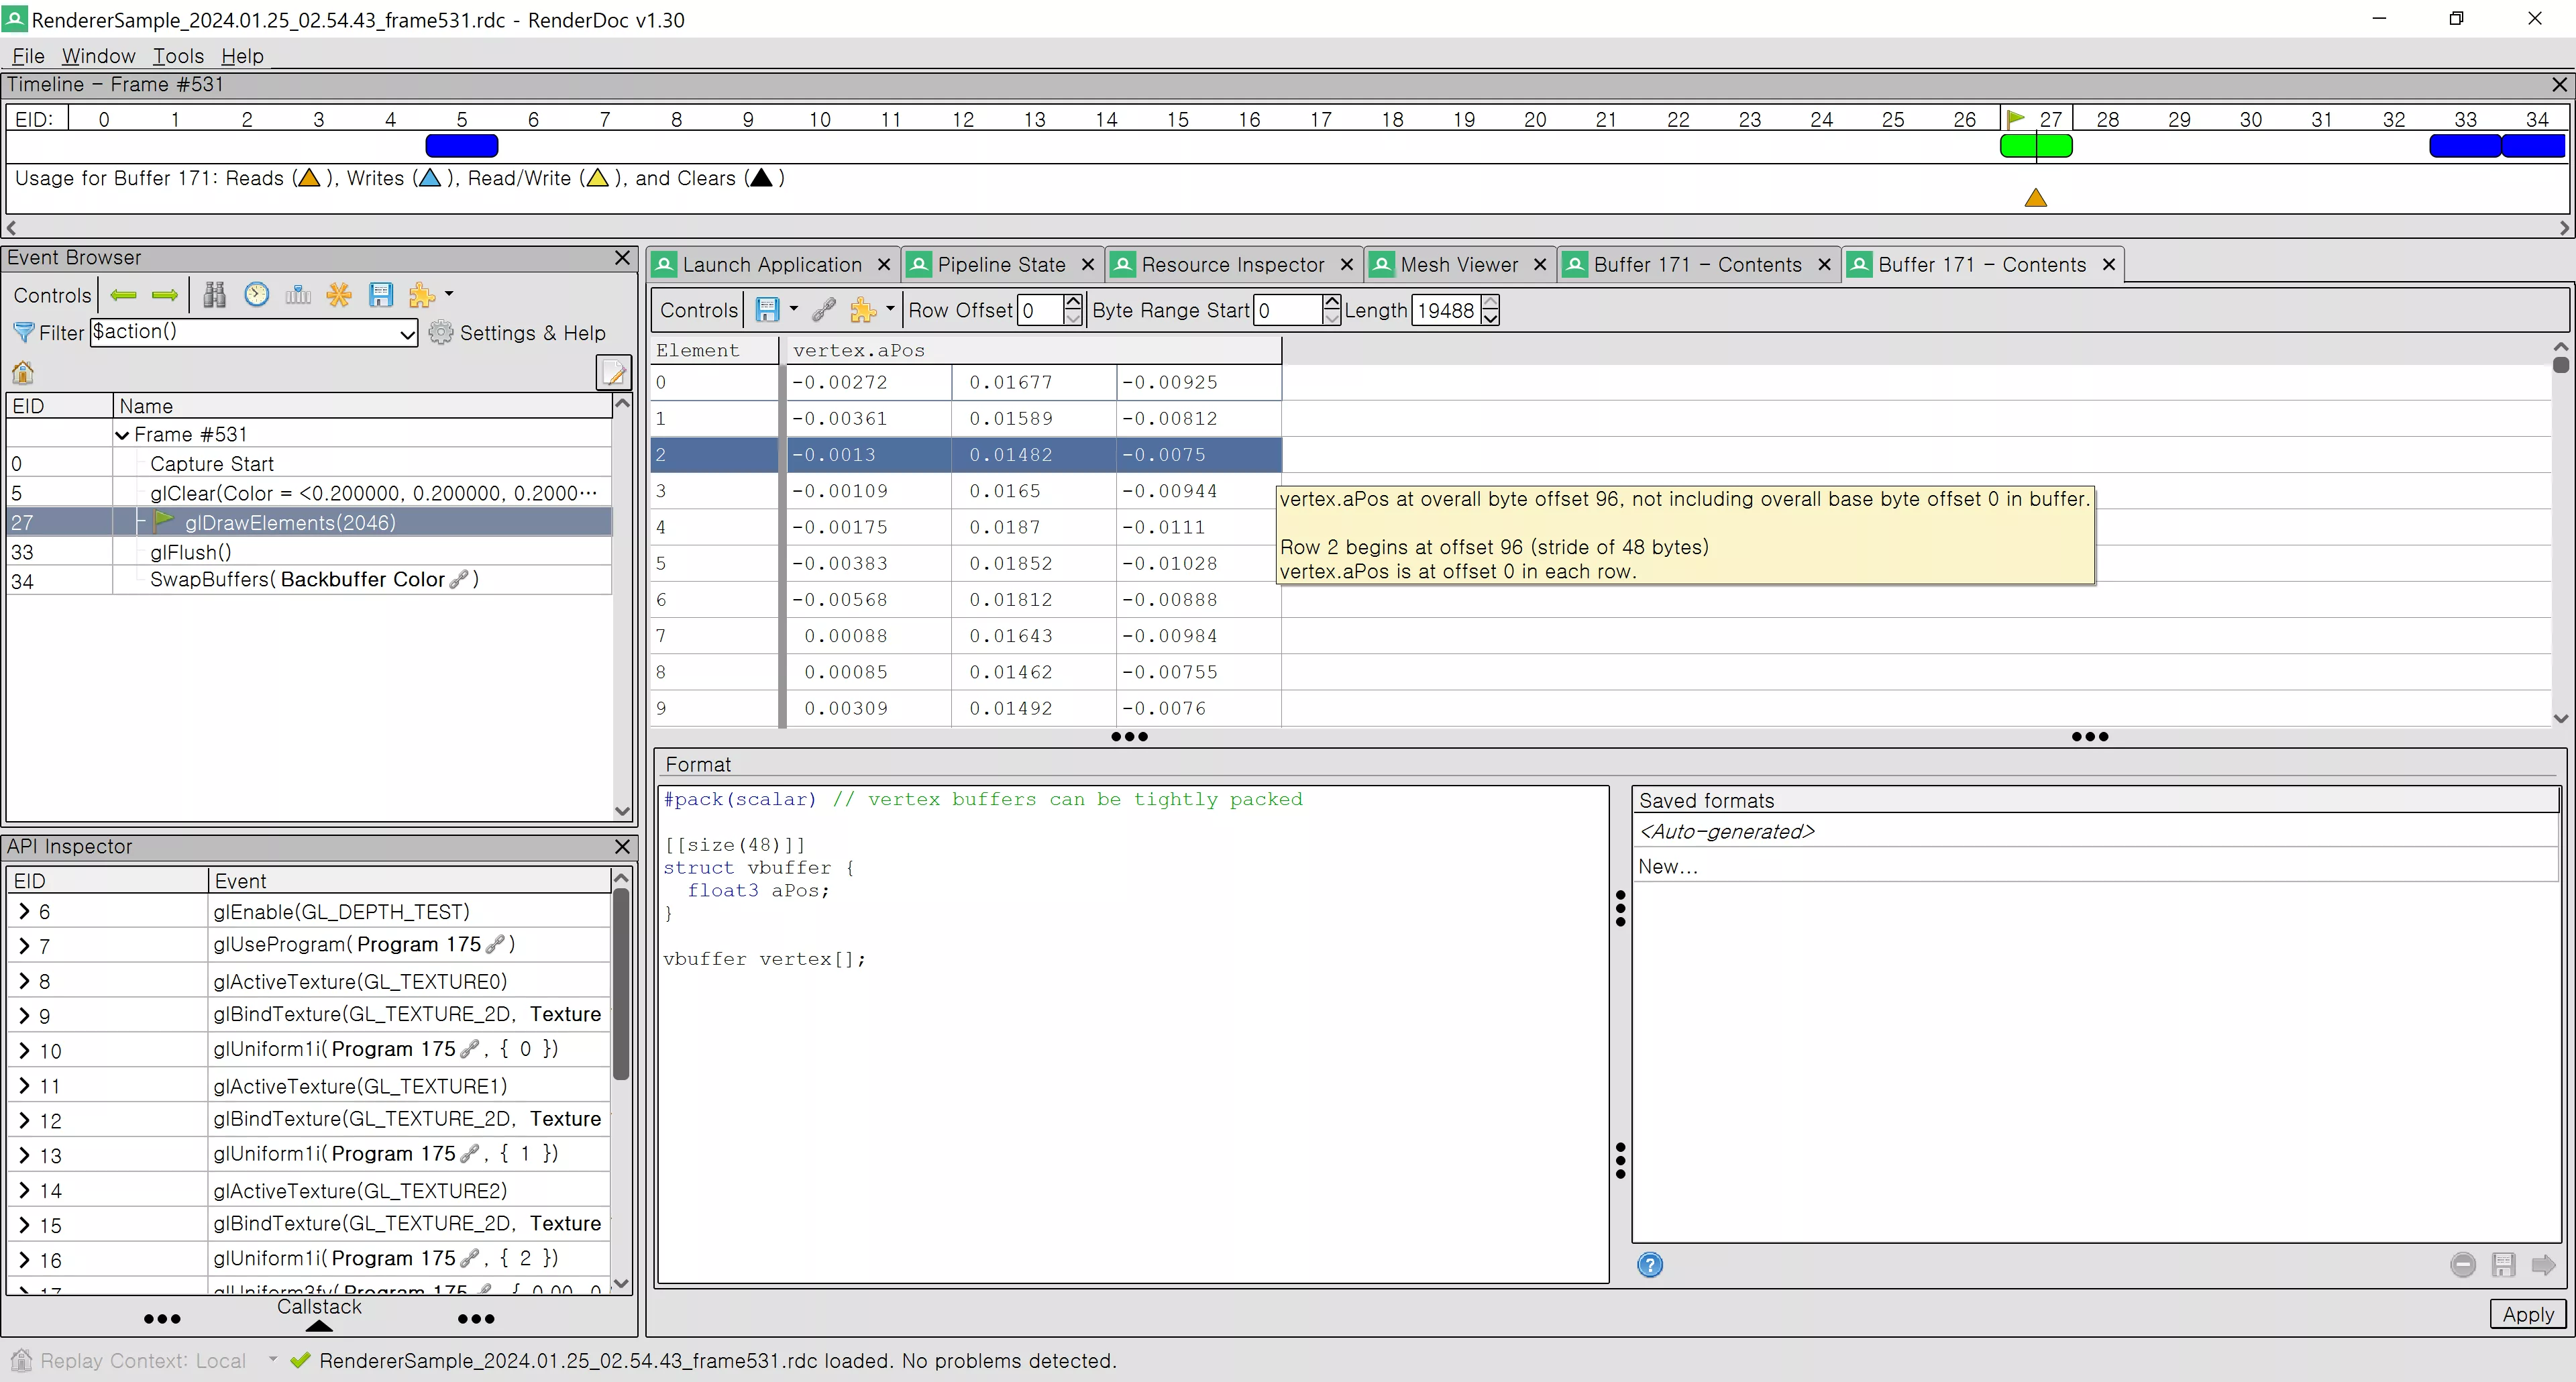 RendererSample_2024.01.25_02.54.43_frame531.rdc - RenderDoc v1.30
File Window Tools Help
Timeline - Frame #531
EID: 0 1 2 3 4 5 6 7 8 9 10 11 12 13 14 15 16 17 18 19 20 21 22 23 24 25 26 27 28 29 30 31 32 33 34
Usage for Buffer 171: Reads ( ), Writes ( ), Read/Write ( ), and Clears ( )
Event Browser
Controls
Filter $action() Settings & Help
EID Name
Frame #531
0 Capture Start
5 glClear(Color = <0.200000, 0.200000, 0.2000···
27 glDrawElements(2046)
33 glFlush()
34 SwapBuffers( Backbuffer Color )
API Inspector
EID Event
6 glEnable(GL_DEPTH_TEST)
7 glUseProgram( Program 175 )
8 glActiveTexture(GL_TEXTURE0)
9 glBindTexture(GL_TEXTURE_2D, Texture
10 glUniform1i( Program 175 , { 0 })
11 glActiveTexture(GL_TEXTURE1)
12 glBindTexture(GL_TEXTURE_2D, Texture
13 glUniform1i( Program 175 , { 1 })
14 glActiveTexture(GL_TEXTURE2)
15 glBindTexture(GL_TEXTURE_2D, Texture
16 glUniform1i( Program 175 , { 2 })
Callstack
Launch Application Pipeline State Resource Inspector Mesh Viewer Buffer 171 - Contents Buffer 171 - Contents
Controls Row Offset 0 Byte Range Start 0 Length 19488
Element vertex.aPos
0 -0.00272 0.01677 -0.00925
1 -0.00361 0.01589 -0.00812
2 -0.0013 0.01482 -0.0075
3 -0.00109 0.0165 -0.00944
4 -0.00175 0.0187 -0.0111
5 -0.00383 0.01852 -0.01028
6 -0.00568 0.01812 -0.00888
7 0.00088 0.01643 -0.00984
8 0.00085 0.01462 -0.00755
9 0.00309 0.01492 -0.0076
vertex.aPos at overall byte offset 96, not including overall base byte offset 0 in buffer.
Row 2 begins at offset 96 (stride of 48 bytes)
vertex.aPos is at offset 0 in each row.
Format
#pack(scalar) // vertex buffers can be tightly packed
[[size(48)]]
struct vbuffer {
float3 aPos;
}
vbuffer vertex[];
Saved formats
<Auto-generated>
New...
Apply
Replay Context: Local RendererSample_2024.01.25_02.54.43_frame531.rdc loaded. No problems detected.